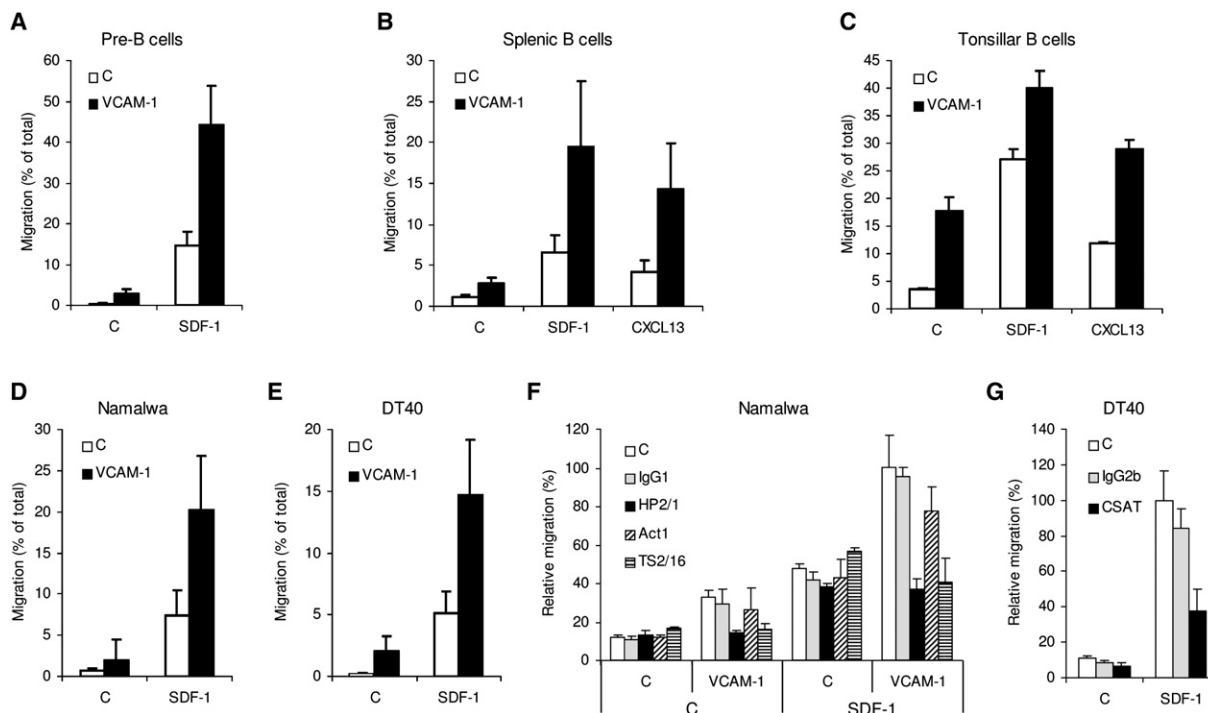 A
Pre-B cells
Migration (% of total)
60
50
40
30
20
10
0
C
VCAM-1
C
SDF-1
B
Splenic B cells
Migration (% of total)
30
25
20
15
10
5
0
C
VCAM-1
C
SDF-1
CXCL13
C
Tonsillar B cells
Migration (% of total)
45
40
35
30
25
20
15
10
5
0
C
VCAM-1
C
SDF-1
CXCL13
D
Namalwa
Migration (% of total)
30
25
20
15
10
5
0
C
VCAM-1
C
SDF-1
E
DT40
Migration (% of total)
20
15
10
5
0
C
VCAM-1
C
SDF-1
F
Namalwa
Relative migration (%)
120
100
80
60
40
20
0
C
IgG1
HP2/1
Act1
TS2/16
C
VCAM-1
C
VCAM-1
C
SDF-1
G
DT40
Relative migration (%)
140
120
100
80
60
40
20
0
C
IgG2b
CSAT
C
SDF-1